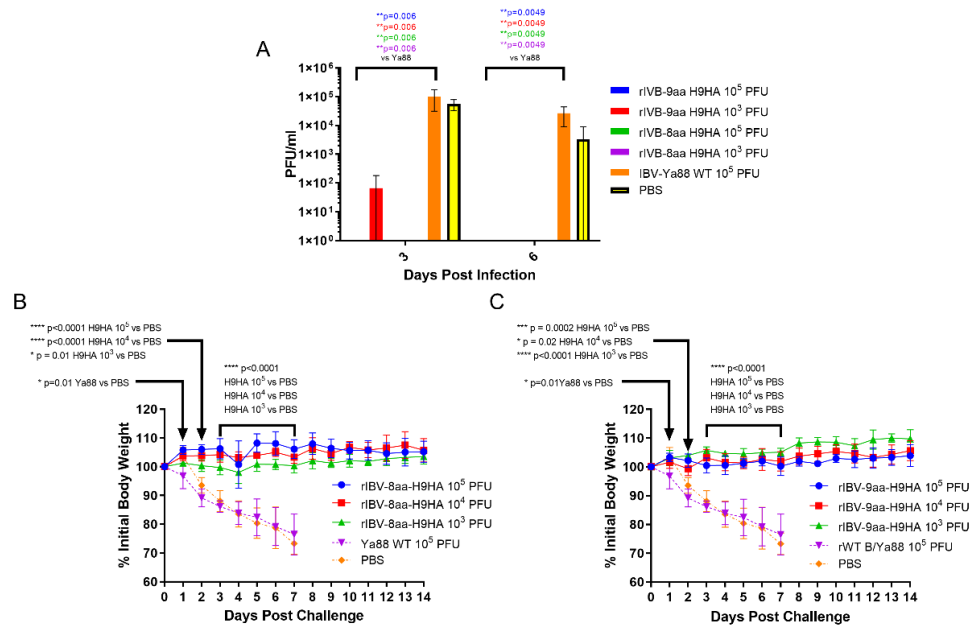 **p=0.006
**p=0.006
**p=0.006
**p=0.006
vs Ya88
**p=0.0049
**p=0.0049
**p=0.0049
**p=0.0049
vs Ya88
A
1×10⁶
1×10⁵
1×10⁴
1×10³
1×10²
1×10¹
1×10⁰
PFU/ml
3
6
Days Post Infection
rIVB-9aa H9HA 10⁵ PFU
rIVB-9aa H9HA 10³ PFU
rIVB-8aa H9HA 10⁵ PFU
rIVB-8aa H9HA 10³ PFU
IBV-Ya88 WT 10⁵ PFU
PBS
B
**** p<0.0001 H9HA 10⁵ vs PBS
**** p<0.0001 H9HA 10⁴ vs PBS
* p = 0.01 H9HA 10³ vs PBS
* p=0.01 Ya88 vs PBS
**** p<0.0001
H9HA 10⁵ vs PBS
H9HA 10⁴ vs PBS
H9HA 10³ vs PBS
120
110
100
90
80
70
60
% Initial Body Weight
0 1 2 3 4 5 6 7 8 9 10 11 12 13 14
Days Post Challenge
rIBV-8aa-H9HA 10⁵ PFU
rIBV-8aa-H9HA 10⁴ PFU
rIBV-8aa-H9HA 10³ PFU
Ya88 WT 10⁵ PFU
PBS
C
*** p = 0.0002 H9HA 10⁵ vs PBS
* p = 0.02 H9HA 10⁴ vs PBS
**** p<0.0001 H9HA 10³ vs PBS
* p=0.01Ya88 vs PBS
**** p<0.0001
H9HA 10⁵ vs PBS
H9HA 10⁴ vs PBS
H9HA 10³ vs PBS
120
110
100
90
80
70
60
% Initial Body Weight
0 1 2 3 4 5 6 7 8 9 10 11 12 13 14
Days Post Challenge
rIBV-9aa-H9HA 10⁵ PFU
rIBV-9aa-H9HA 10⁴ PFU
rIBV-9aa-H9HA 10³ PFU
rWT B/Ya88 10⁵ PFU
PBS